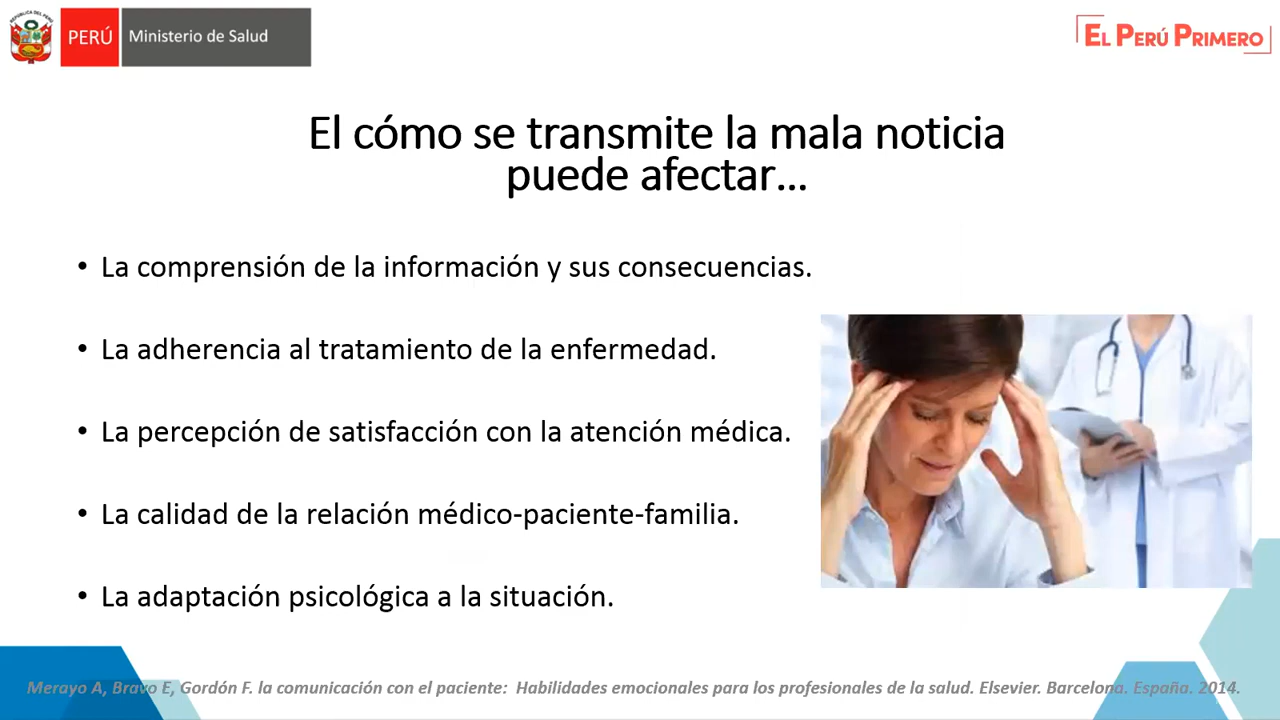 REPÚBLICA DEL PERÚ
PERÚ
Ministerio de Salud
EL PERÚ PRIMERO
El cómo se transmite la mala noticia
puede afectar...
• La comprensión de la información y sus consecuencias.
• La adherencia al tratamiento de la enfermedad.
• La percepción de satisfacción con la atención médica.
• La calidad de la relación médico-paciente-familia.
• La adaptación psicológica a la situación.
Merayo A, Bravo E, Gordón F. la comunicación con el paciente: Habilidades emocionales para los profesionales de la salud. Elsevier. Barcelona. España. 2014.